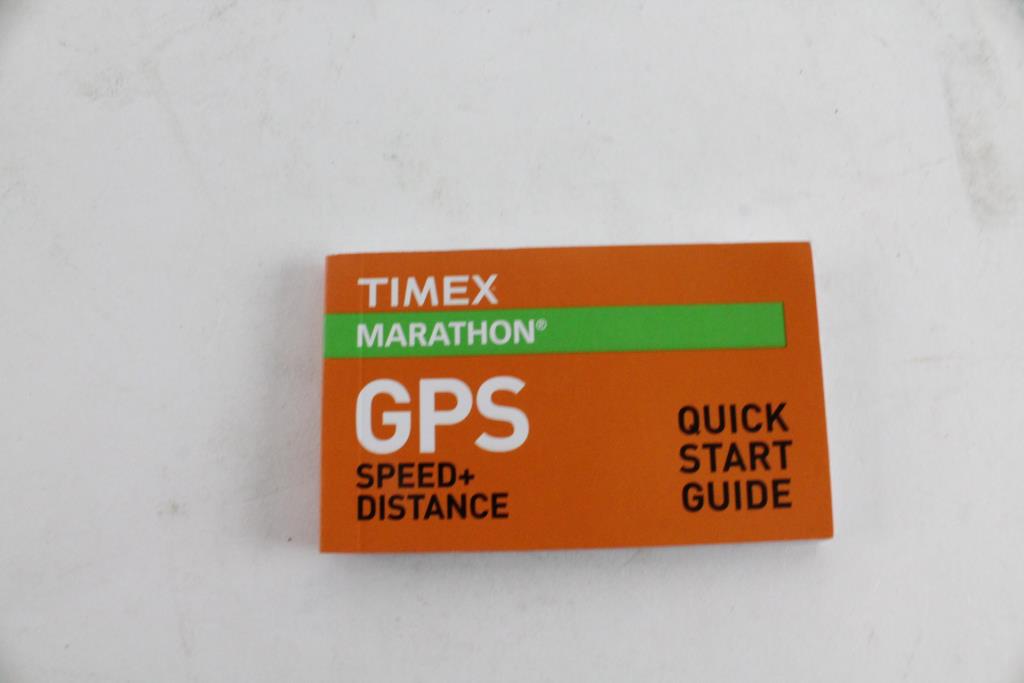 TIMEX
MARATHON®
GPS
SPEED+
DISTANCE
QUICK
START
GUIDE